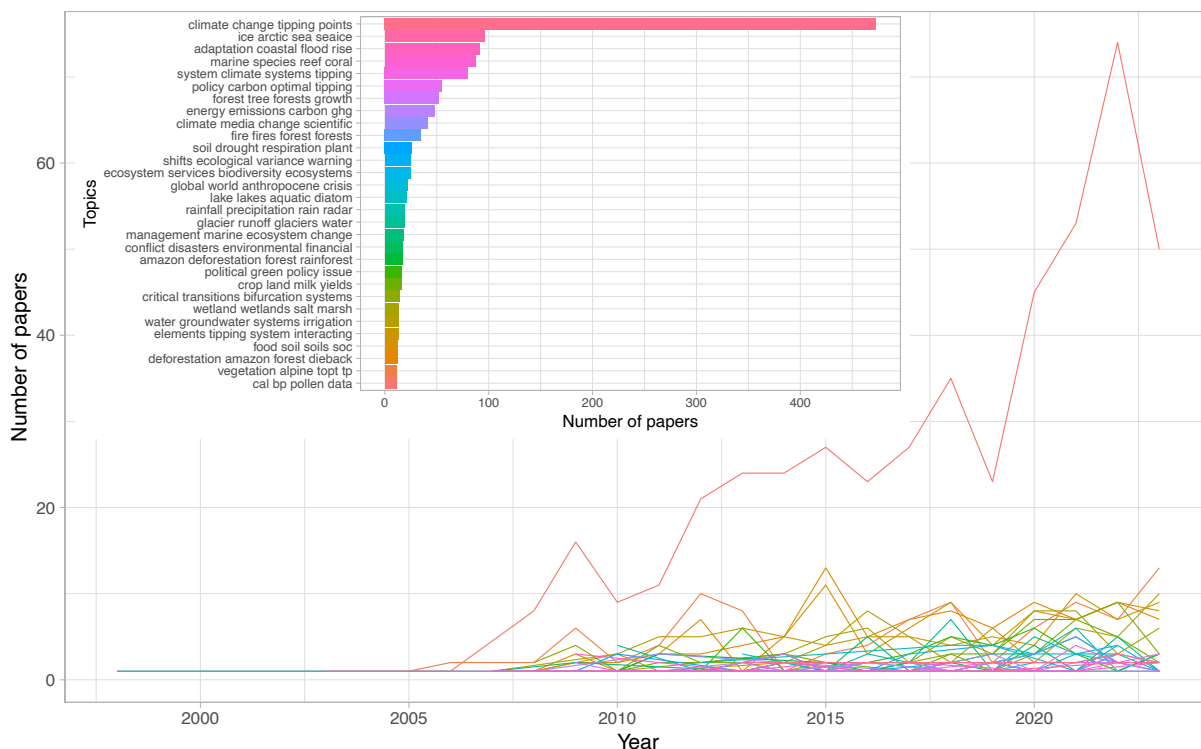 climate change tipping points
ice arctic sea seaice
adaptation coastal flood rise
marine species reef coral
system climate systems tipping
policy carbon optimal tipping
forest tree forests growth
energy emissions carbon ghg
climate media change scientific
fire fires forest forests
soil drought respiration plant
shifts ecological variance warning
ecosystem services biodiversity ecosystems
global world anthropocene crisis
lake lakes aquatic diatom
rainfall precipitation rain radar
glacier runoff glaciers water
management marine ecosystem change
conflict disasters environmental financial
amazon deforestation forest rainforest
political green policy issue
crop land milk yields
critical transitions bifurcation systems
wetland wetlands salt marsh
water groundwater systems irrigation
elements tipping system interacting
food soil soils soc
deforestation amazon forest dieback
vegetation alpine topt tp
cal bp pollen data
Topics
0 100 200 300 400
Number of papers
Number of papers
60
40
20
0
2000 2005 2010 2015 2020
Year